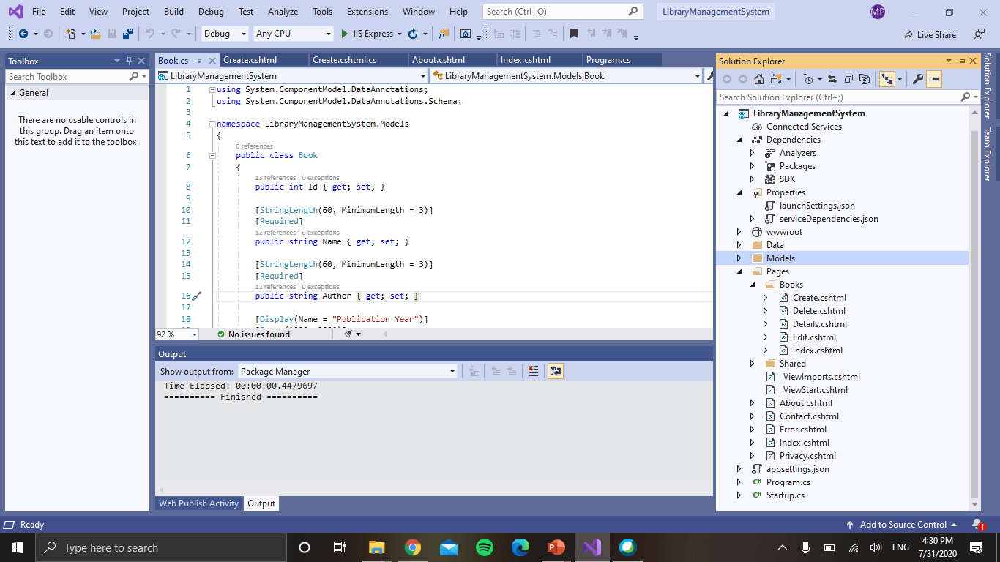 File Edit View Project Build Debug Test Analyze Tools Extensions Window Help Search (Ctrl+Q) LibraryManagementSystem MP
Debug Any CPU IIS Express Live Share
Toolbox
Search Toolbox
General
There are no usable controls in
this group. Drag an item onto
this text to add it to the toolbox.
Book.cs Create.cshtml Create.cshtml.cs About.cshtml Index.cshtml Program.cs
LibraryManagementSystem LibraryManagementSystem.Models.Book
1 using System.ComponentModel.DataAnnotations;
2 using System.ComponentModel.DataAnnotations.Schema;
3
4 namespace LibraryManagementSystem.Models
5 {
6 references
6 public class Book
7 {
13 references | 0 exceptions
8 public int Id { get; set; }
9
10 [StringLength(60, MinimumLength = 3)]
11 [Required]
12 references | 0 exceptions
12 public string Name { get; set; }
13
14 [StringLength(60, MinimumLength = 3)]
15 [Required]
12 references | 0 exceptions
16 public string Author { get; set; }
17
18 [Display(Name = "Publication Year")]
92 % No issues found
Output
Show output from: Package Manager
Time Elapsed: 00:00:00.4479697
========== Finished ==========
Web Publish Activity Output
Solution Explorer
Search Solution Explorer (Ctrl+;)
LibraryManagementSystem
Connected Services
Dependencies
Analyzers
Packages
SDK
Properties
launchSettings.json
serviceDependencies.json
wwwroot
Data
Models
Pages
Books
Create.cshtml
Delete.cshtml
Details.cshtml
Edit.cshtml
Index.cshtml
Shared
_ViewImports.cshtml
_ViewStart.cshtml
About.cshtml
Contact.cshtml
Error.cshtml
Index.cshtml
Privacy.cshtml
appsettings.json
C# Program.cs
C# Startup.cs
Solution Explorer
Team Explorer
Ready Add to Source Control 1
Type here to search ENG 4:30 PM
7/31/2020